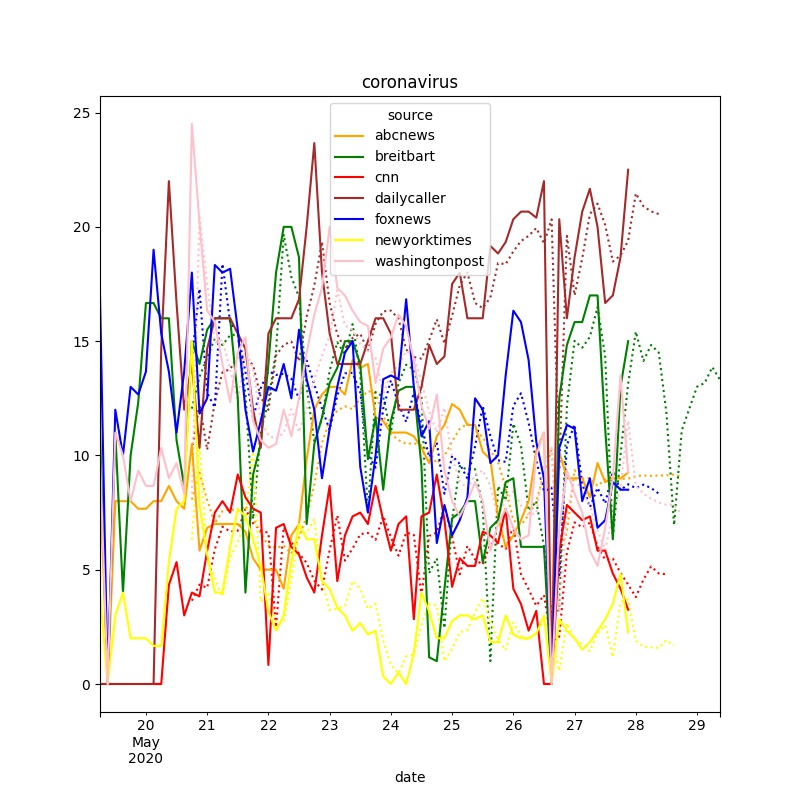 coronavirus
25
20
15
10
5
0
source
abcnews
breitbart
cnn
dailycaller
foxnews
newyorktimes
washingtonpost
20 21 22 23 24 25 26 27 28 29
May
2020
date